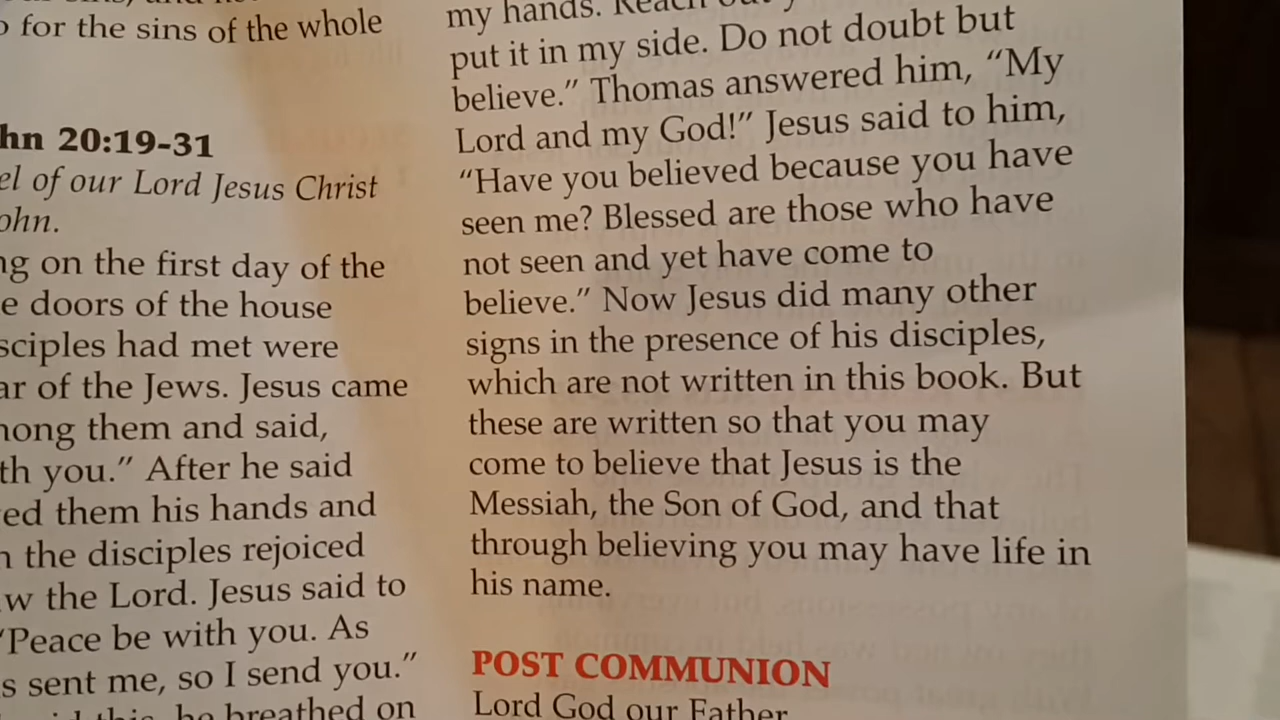 for the sins of the whole
hn 20:19-31
el of our Lord Jesus Christ
ohn.
ng on the first day of the
e doors of the house
sciples had met were
ar of the Jews. Jesus came
mong them and said,
th you.” After he said
ed them his hands and
n the disciples rejoiced
w the Lord. Jesus said to
“Peace be with you. As
s sent me, so I send you.”
he breathed on
my hands. Reach out
put it in my side. Do not doubt but
believe.” Thomas answered him, “My
Lord and my God!” Jesus said to him,
“Have you believed because you have
seen me? Blessed are those who have
not seen and yet have come to
believe.” Now Jesus did many other
signs in the presence of his disciples,
which are not written in this book. But
these are written so that you may
come to believe that Jesus is the
Messiah, the Son of God, and that
through believing you may have life in
his name.
POST COMMUNION
Lord God our Father